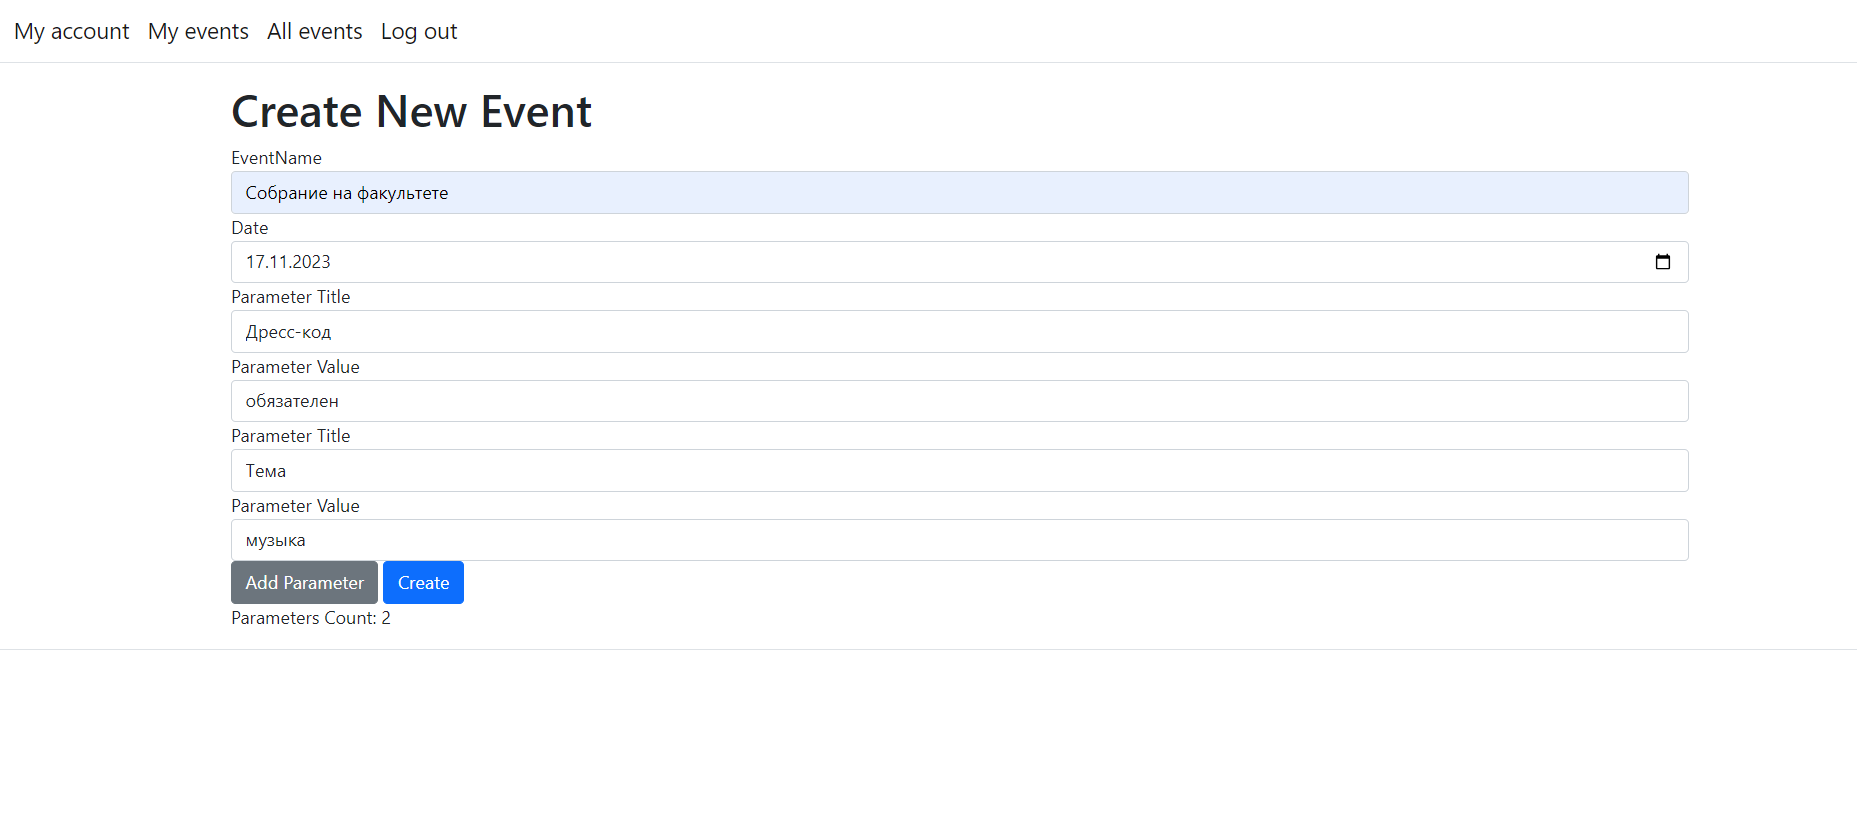 My account My events All events Log out
Create New Event
EventName
Собрание на факультете
Date
17.11.2023
Parameter Title
Дресс-код
Parameter Value
обязателен
Parameter Title
Тема
Parameter Value
музыка
Add Parameter Create
Parameters Count: 2